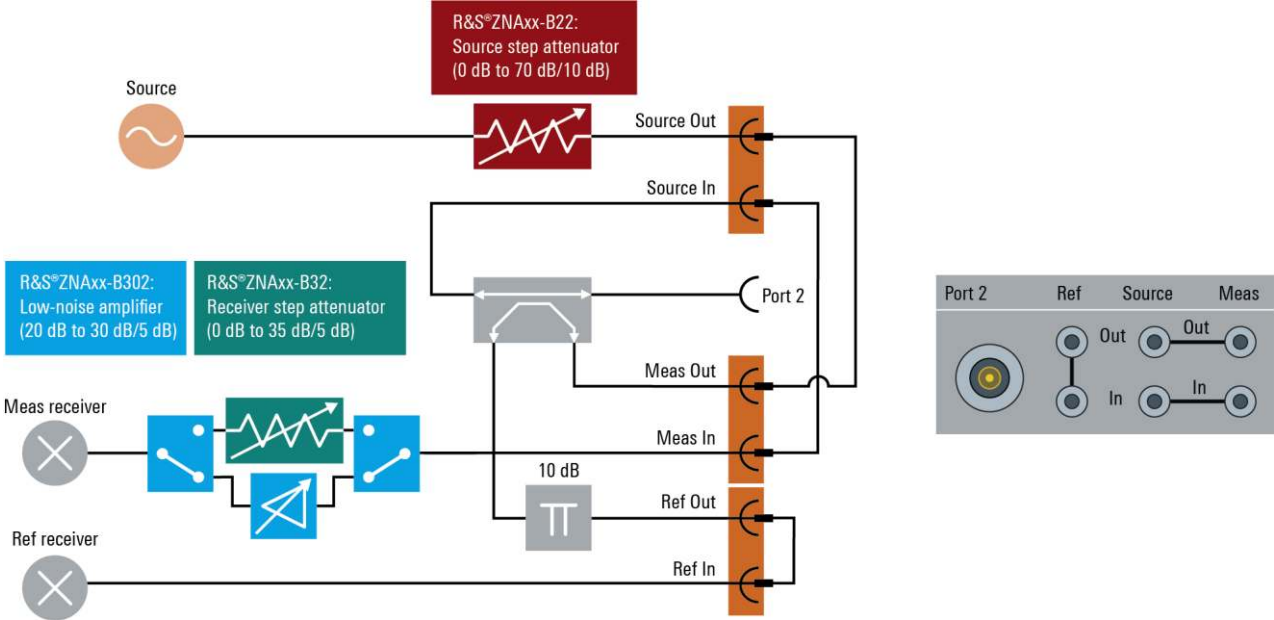 R&S®ZNAxx-B22:
Source step attenuator
(0 dB to 70 dB/10 dB)
Source
Source Out
Source In
R&S®ZNAxx-B302:
Low-noise amplifier
(20 dB to 30 dB/5 dB)
R&S®ZNAxx-B32:
Receiver step attenuator
(0 dB to 35 dB/5 dB)
Port 2
Meas Out
Meas receiver
Meas In
10 dB
Ref Out
Ref receiver
Ref In
Port 2 Ref Source Meas
Out Out
In In